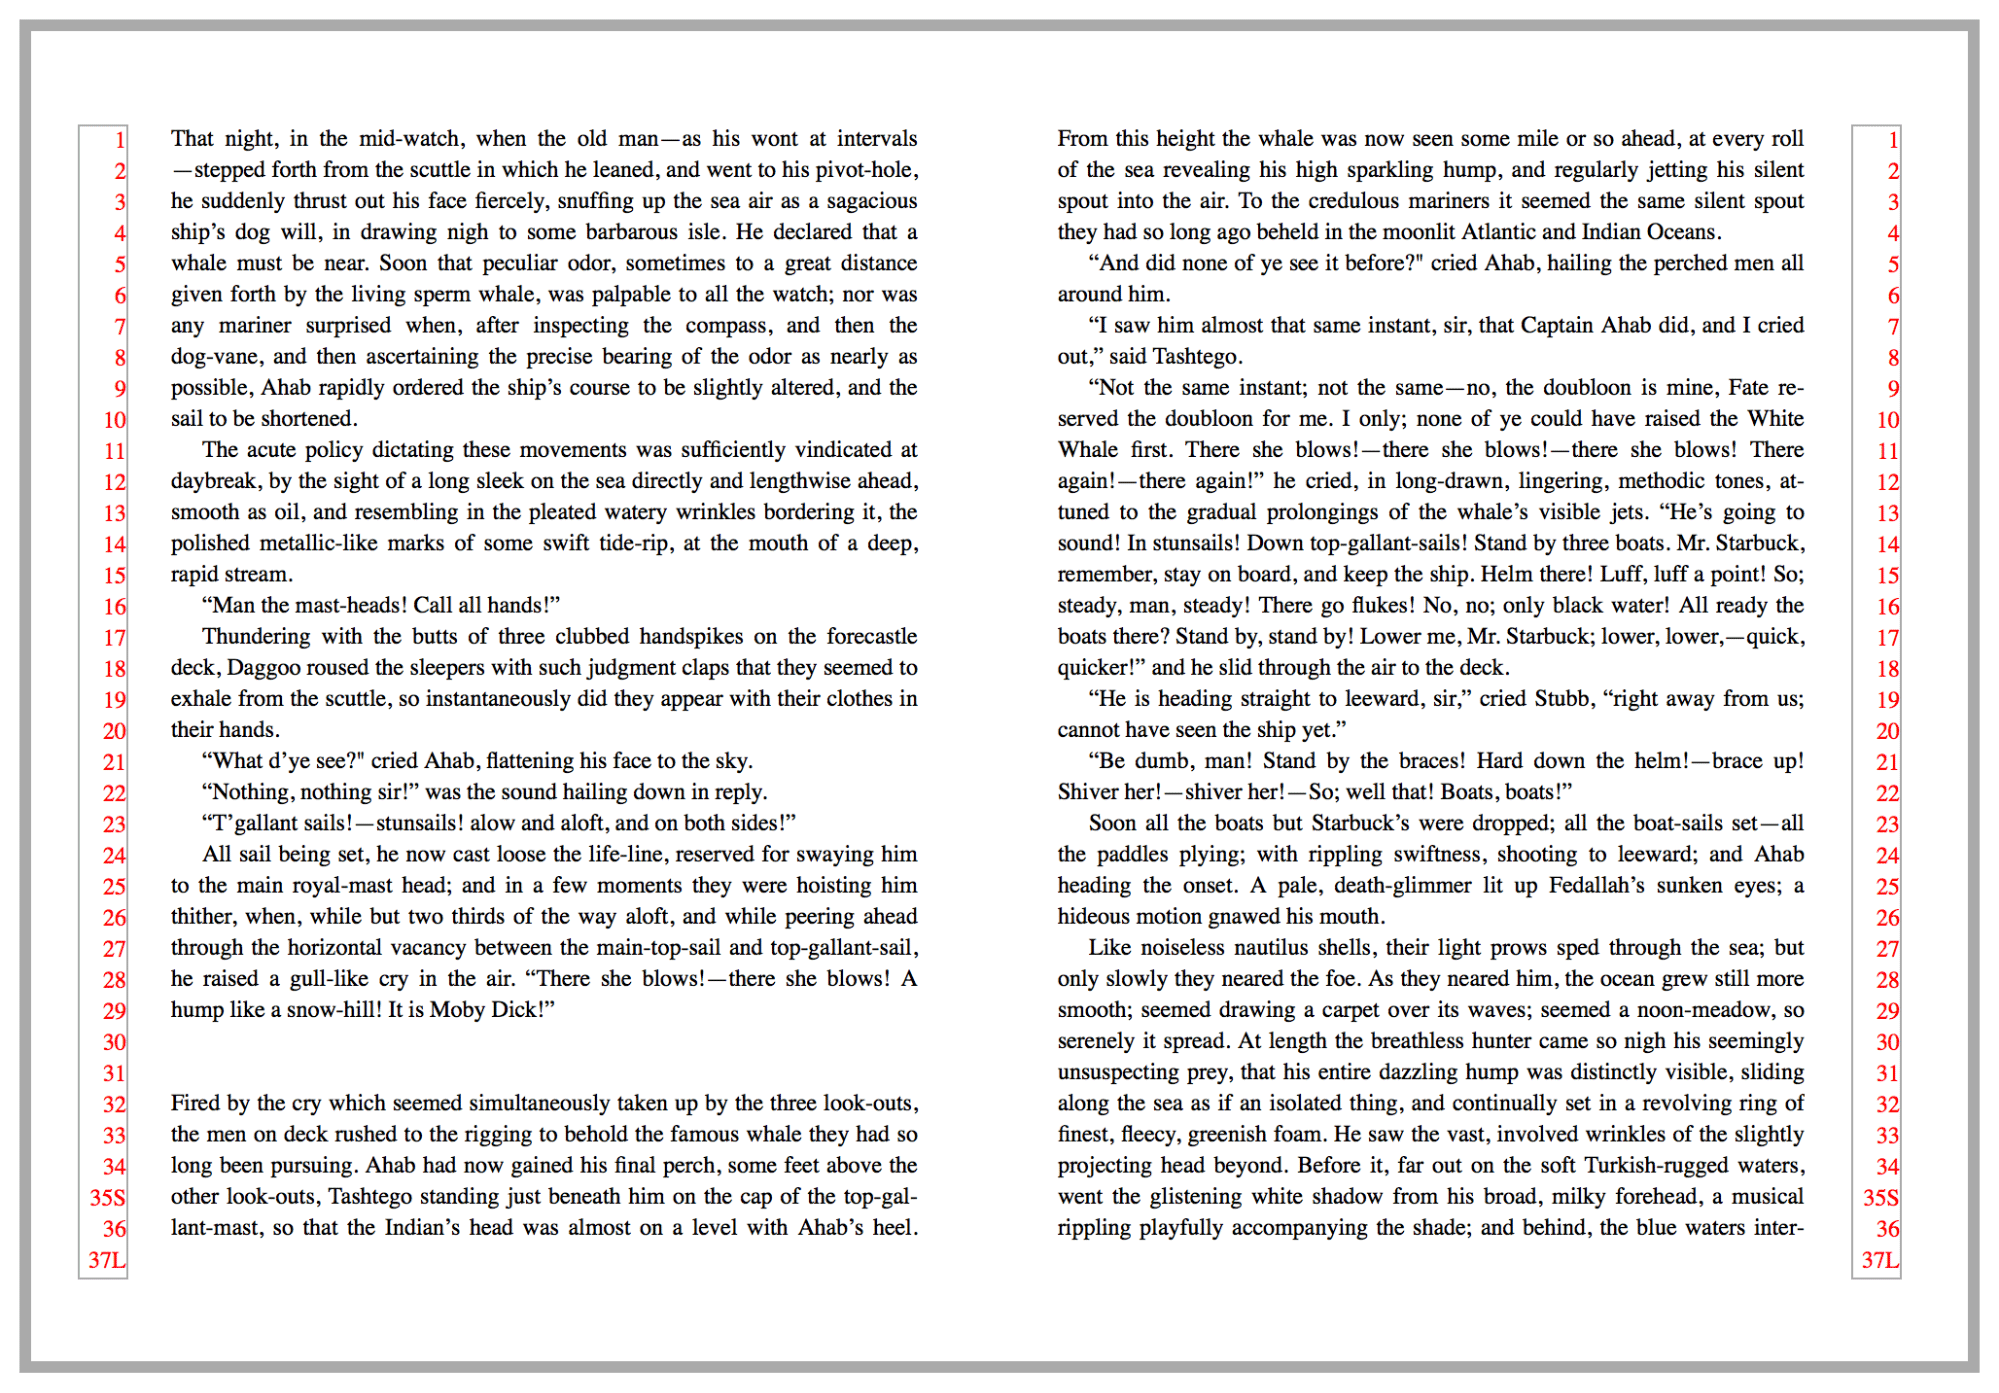 1 That night, in the mid-watch, when the old man—as his wont at intervals
2 —stepped forth from the scuttle in which he leaned, and went to his pivot-hole,
3 he suddenly thrust out his face fiercely, snuffing up the sea air as a sagacious
4 ship’s dog will, in drawing nigh to some barbarous isle. He declared that a
5 whale must be near. Soon that peculiar odor, sometimes to a great distance
6 given forth by the living sperm whale, was palpable to all the watch; nor was
7 any mariner surprised when, after inspecting the compass, and then the
8 dog-vane, and then ascertaining the precise bearing of the odor as nearly as
9 possible, Ahab rapidly ordered the ship’s course to be slightly altered, and the
10 sail to be shortened.
11 The acute policy dictating these movements was sufficiently vindicated at
12 daybreak, by the sight of a long sleek on the sea directly and lengthwise ahead,
13 smooth as oil, and resembling in the pleated watery wrinkles bordering it, the
14 polished metallic-like marks of some swift tide-rip, at the mouth of a deep,
15 rapid stream.
16 “Man the mast-heads! Call all hands!”
17 Thundering with the butts of three clubbed handspikes on the forecastle
18 deck, Daggoo roused the sleepers with such judgment claps that they seemed to
19 exhale from the scuttle, so instantaneously did they appear with their clothes in
20 their hands.
21 “What d’ye see?" cried Ahab, flattening his face to the sky.
22 “Nothing, nothing sir!” was the sound hailing down in reply.
23 “T’gallant sails!—stunsails! alow and aloft, and on both sides!”
24 All sail being set, he now cast loose the life-line, reserved for swaying him
25 to the main royal-mast head; and in a few moments they were hoisting him
26 thither, when, while but two thirds of the way aloft, and while peering ahead
27 through the horizontal vacancy between the main-top-sail and top-gallant-sail,
28 he raised a gull-like cry in the air. “There she blows!—there she blows! A
29 hump like a snow-hill! It is Moby Dick!”
30
31
32 Fired by the cry which seemed simultaneously taken up by the three look-outs,
33 the men on deck rushed to the rigging to behold the famous whale they had so
34 long been pursuing. Ahab had now gained his final perch, some feet above the
35S other look-outs, Tashtego standing just beneath him on the cap of the top-gal-
36 lant-mast, so that the Indian’s head was almost on a level with Ahab’s heel.
37L
From this height the whale was now seen some mile or so ahead, at every roll 1
of the sea revealing his high sparkling hump, and regularly jetting his silent 2
spout into the air. To the credulous mariners it seemed the same silent spout 3
they had so long ago beheld in the moonlit Atlantic and Indian Oceans. 4
“And did none of ye see it before?" cried Ahab, hailing the perched men all 5
around him. 6
“I saw him almost that same instant, sir, that Captain Ahab did, and I cried 7
out,” said Tashtego. 8
“Not the same instant; not the same—no, the doubloon is mine, Fate re- 9
served the doubloon for me. I only; none of ye could have raised the White 10
Whale first. There she blows!—there she blows!—there she blows! There 11
again!—there again!” he cried, in long-drawn, lingering, methodic tones, at- 12
tuned to the gradual prolongings of the whale’s visible jets. “He’s going to 13
sound! In stunsails! Down top-gallant-sails! Stand by three boats. Mr. Starbuck, 14
remember, stay on board, and keep the ship. Helm there! Luff, luff a point! So; 15
steady, man, steady! There go flukes! No, no; only black water! All ready the 16
boats there? Stand by, stand by! Lower me, Mr. Starbuck; lower, lower,—quick, 17
quicker!” and he slid through the air to the deck. 18
“He is heading straight to leeward, sir,” cried Stubb, “right away from us; 19
cannot have seen the ship yet.” 20
“Be dumb, man! Stand by the braces! Hard down the helm!—brace up! 21
Shiver her!—shiver her!—So; well that! Boats, boats!” 22
Soon all the boats but Starbuck’s were dropped; all the boat-sails set—all 23
the paddles plying; with rippling swiftness, shooting to leeward; and Ahab 24
heading the onset. A pale, death-glimmer lit up Fedallah’s sunken eyes; a 25
hideous motion gnawed his mouth. 26
Like noiseless nautilus shells, their light prows sped through the sea; but 27
only slowly they neared the foe. As they neared him, the ocean grew still more 28
smooth; seemed drawing a carpet over its waves; seemed a noon-meadow, so 29
serenely it spread. At length the breathless hunter came so nigh his seemingly 30
unsuspecting prey, that his entire dazzling hump was distinctly visible, sliding 31
along the sea as if an isolated thing, and continually set in a revolving ring of 32
finest, fleecy, greenish foam. He saw the vast, involved wrinkles of the slightly 33
projecting head beyond. Before it, far out on the soft Turkish-rugged waters, 34
went the glistening white shadow from his broad, milky forehead, a musical 35S
rippling playfully accompanying the shade; and behind, the blue waters inter- 36
37L